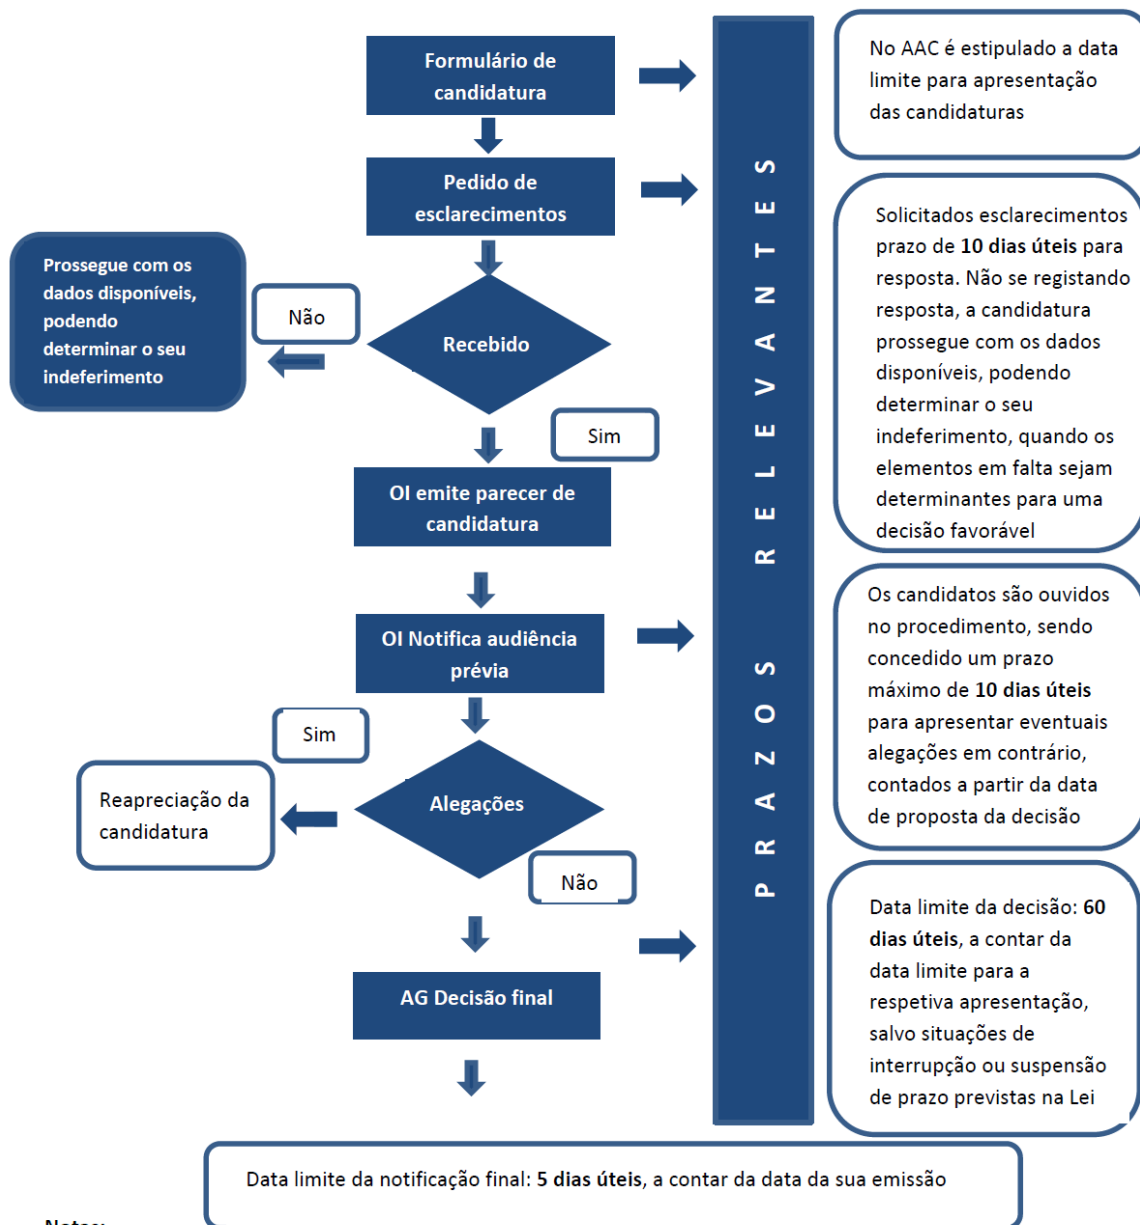 Formulário de
candidatura
No AAC é estipulado a data
limite para apresentação
das candidaturas
Pedido de
esclarecimentos
Solicitados esclarecimentos
prazo de 10 dias úteis para
resposta. Não se registando
resposta, a candidatura
prossegue com os dados
disponíveis, podendo
determinar o seu
indeferimento, quando os
elementos em falta sejam
determinantes para uma
decisão favorável
Prossegue com os
dados disponíveis,
podendo
determinar o seu
indeferimento
Não
Recebido
Sim
OI emite parecer de
candidatura
OI Notifica audiência
prévia
Os candidatos são ouvidos
no procedimento, sendo
concedido um prazo
máximo de 10 dias úteis
para apresentar eventuais
alegações em contrário,
contados a partir da data
de proposta da decisão
Sim
Reapreciação da
candidatura
Alegações
Não
AG Decisão final
Data limite da decisão: 60
dias úteis, a contar da
data limite para a
respetiva apresentação,
salvo situações de
interrupção ou suspensão
de prazo previstas na Lei
PRAZOS RELEVANTES
Data limite da notificação final: 5 dias úteis, a contar da data da sua emissão
Notas: